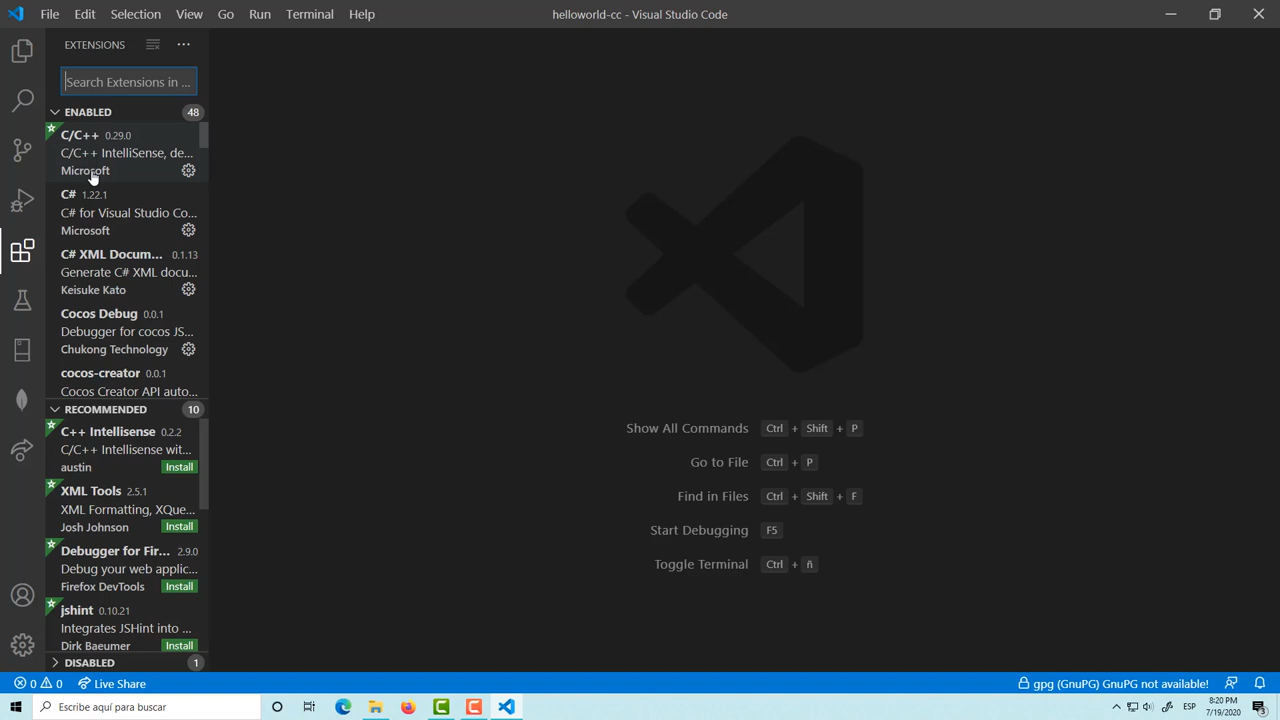 File Edit Selection View Go Run Terminal Help
helloworld-cc - Visual Studio Code
EXTENSIONS
Search Extensions in ...
ENABLED 48
C/C++ 0.29.0
C/C++ IntelliSense, de...
Microsoft
C# 1.22.1
C# for Visual Studio Co...
Microsoft
C# XML Docum... 0.1.13
Generate C# XML docu...
Keisuke Kato
Cocos Debug 0.0.1
Debugger for cocos JS...
Chukong Technology
cocos-creator 0.0.1
Cocos Creator API auto...
RECOMMENDED 10
C++ Intellisense 0.2.2
C/C++ Intellisense wit...
austin Install
XML Tools 2.5.1
XML Formatting, XQue...
Josh Johnson Install
Debugger for Fir... 2.9.0
Debug your web applic...
Firefox DevTools Install
jshint 0.10.21
Integrates JSHint into ...
Dirk Baeumer Install
DISABLED 1
Show All Commands Ctrl + Shift + P
Go to File Ctrl + P
Find in Files Ctrl + Shift + F
Start Debugging F5
Toggle Terminal Ctrl + ñ
0 0 Live Share
gpg (GnuPG) GnuPG not available!
Escribe aquí para buscar
ESP
8:20 PM
7/19/2020
3